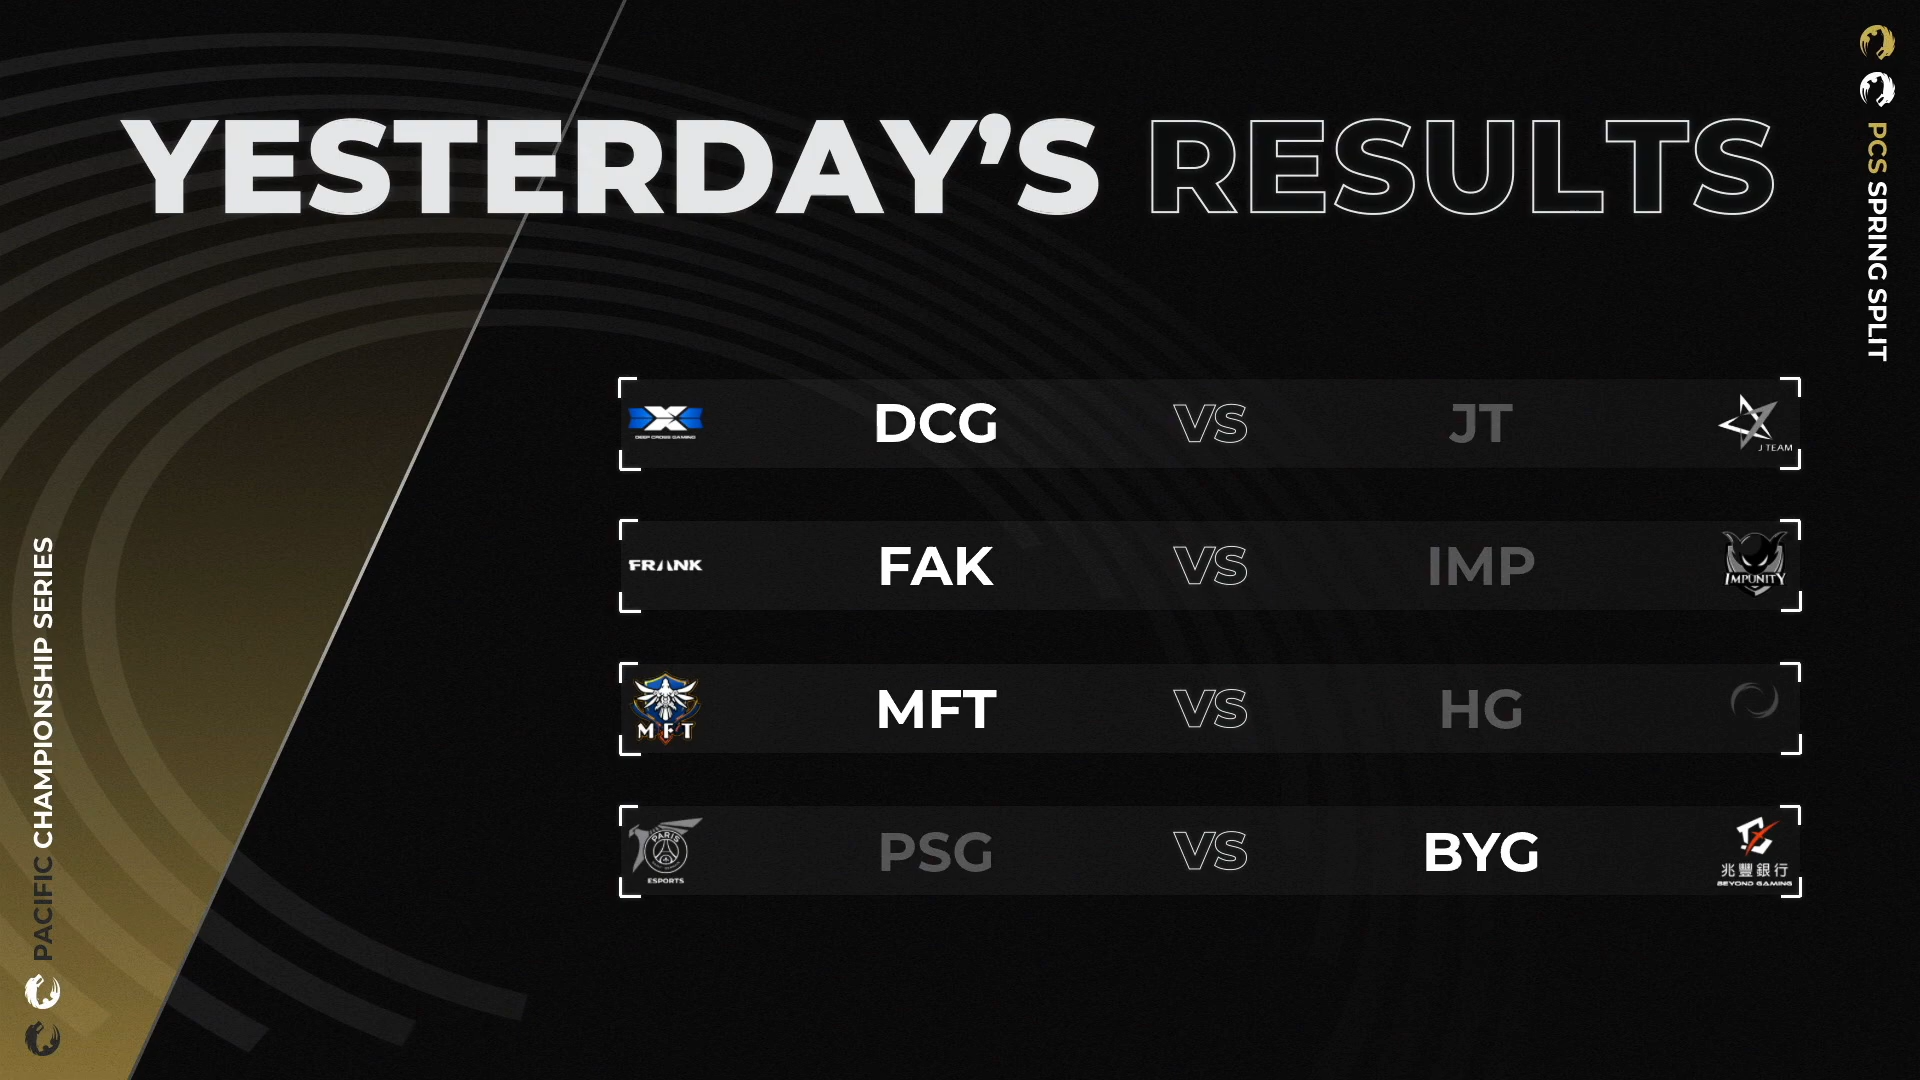 YESTERDAY'S RESULTS
PCS SPRING SPLIT
DEEP CROSS GAMING
DCG VS JT
J TEAM
FRANK
FAK VS IMP
IMPUNITY
MFT
MFT VS HG
PARIS
ESPORTS
PSG VS BYG
兆豐銀行
BEYOND GAMING
PACIFIC CHAMPIONSHIP SERIES